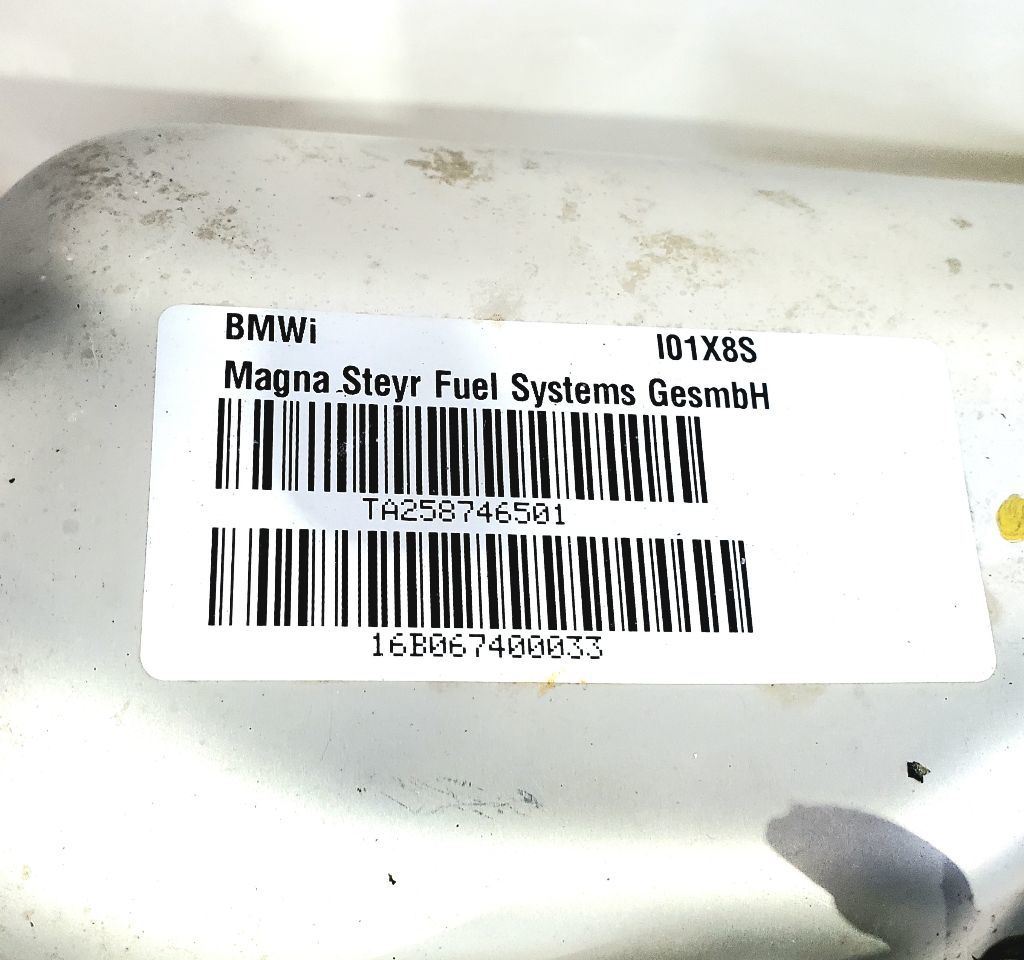 BMWi I01X8S
Magna Steyr Fuel Systems GesmbH
TA258746501
16B067400033